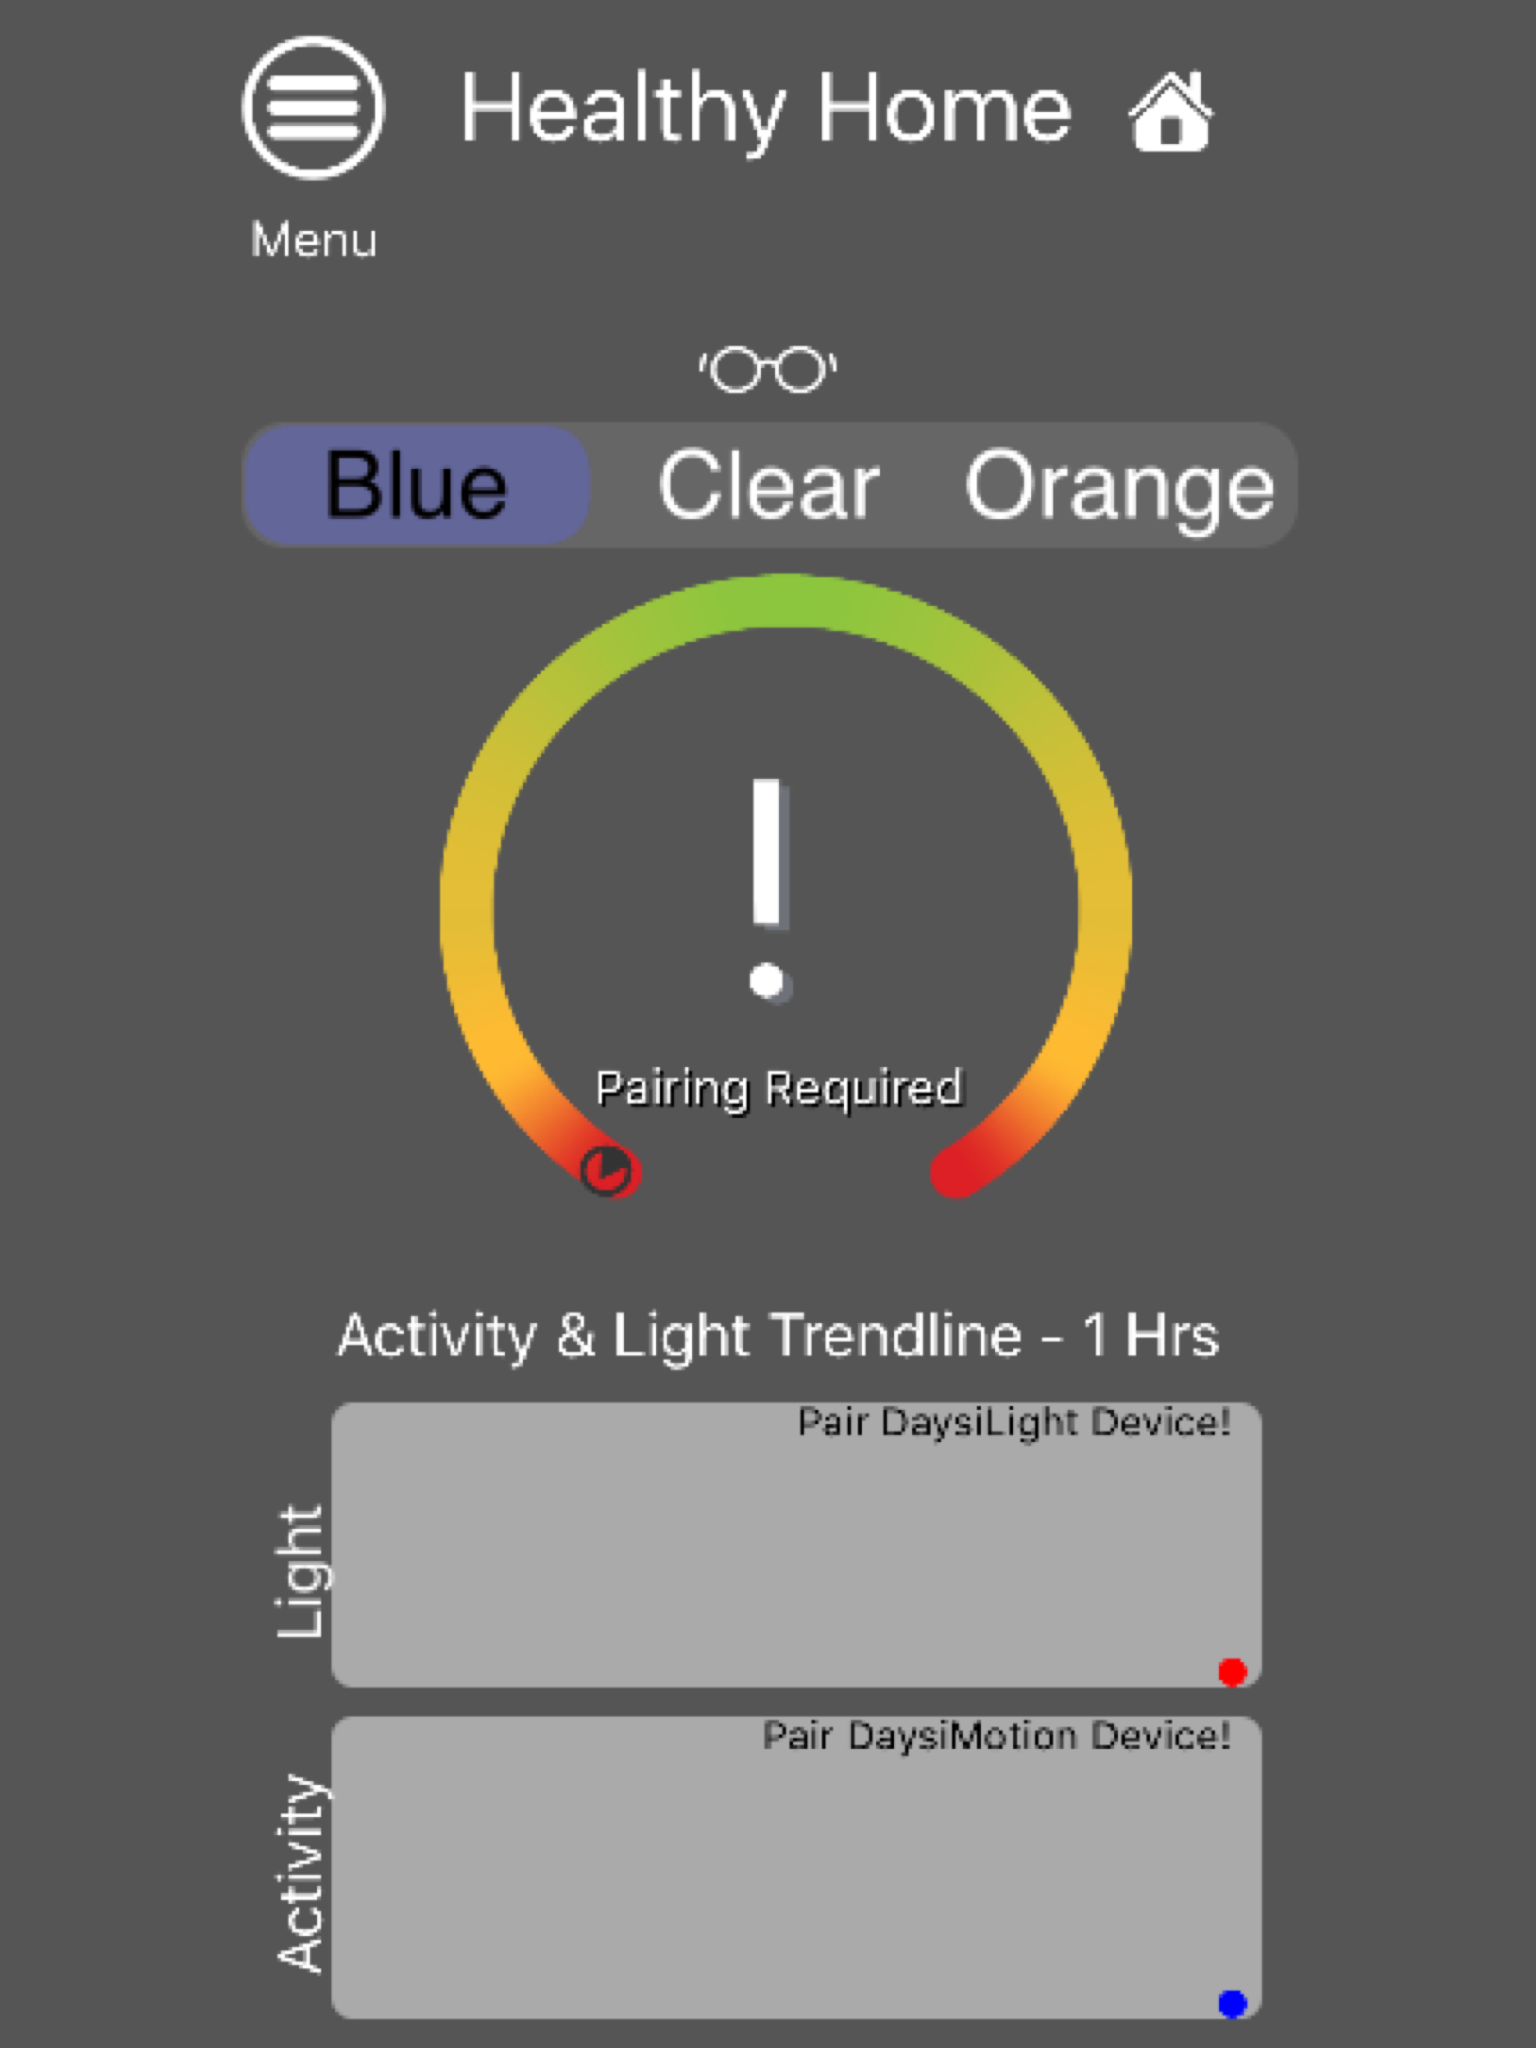 Healthy Home
Menu
Blue Clear Orange
!
Pairing Required
Activity & Light Trendline - 1 Hrs
Pair DaysiLight Device!
Light
Pair DaysiMotion Device!
Activity